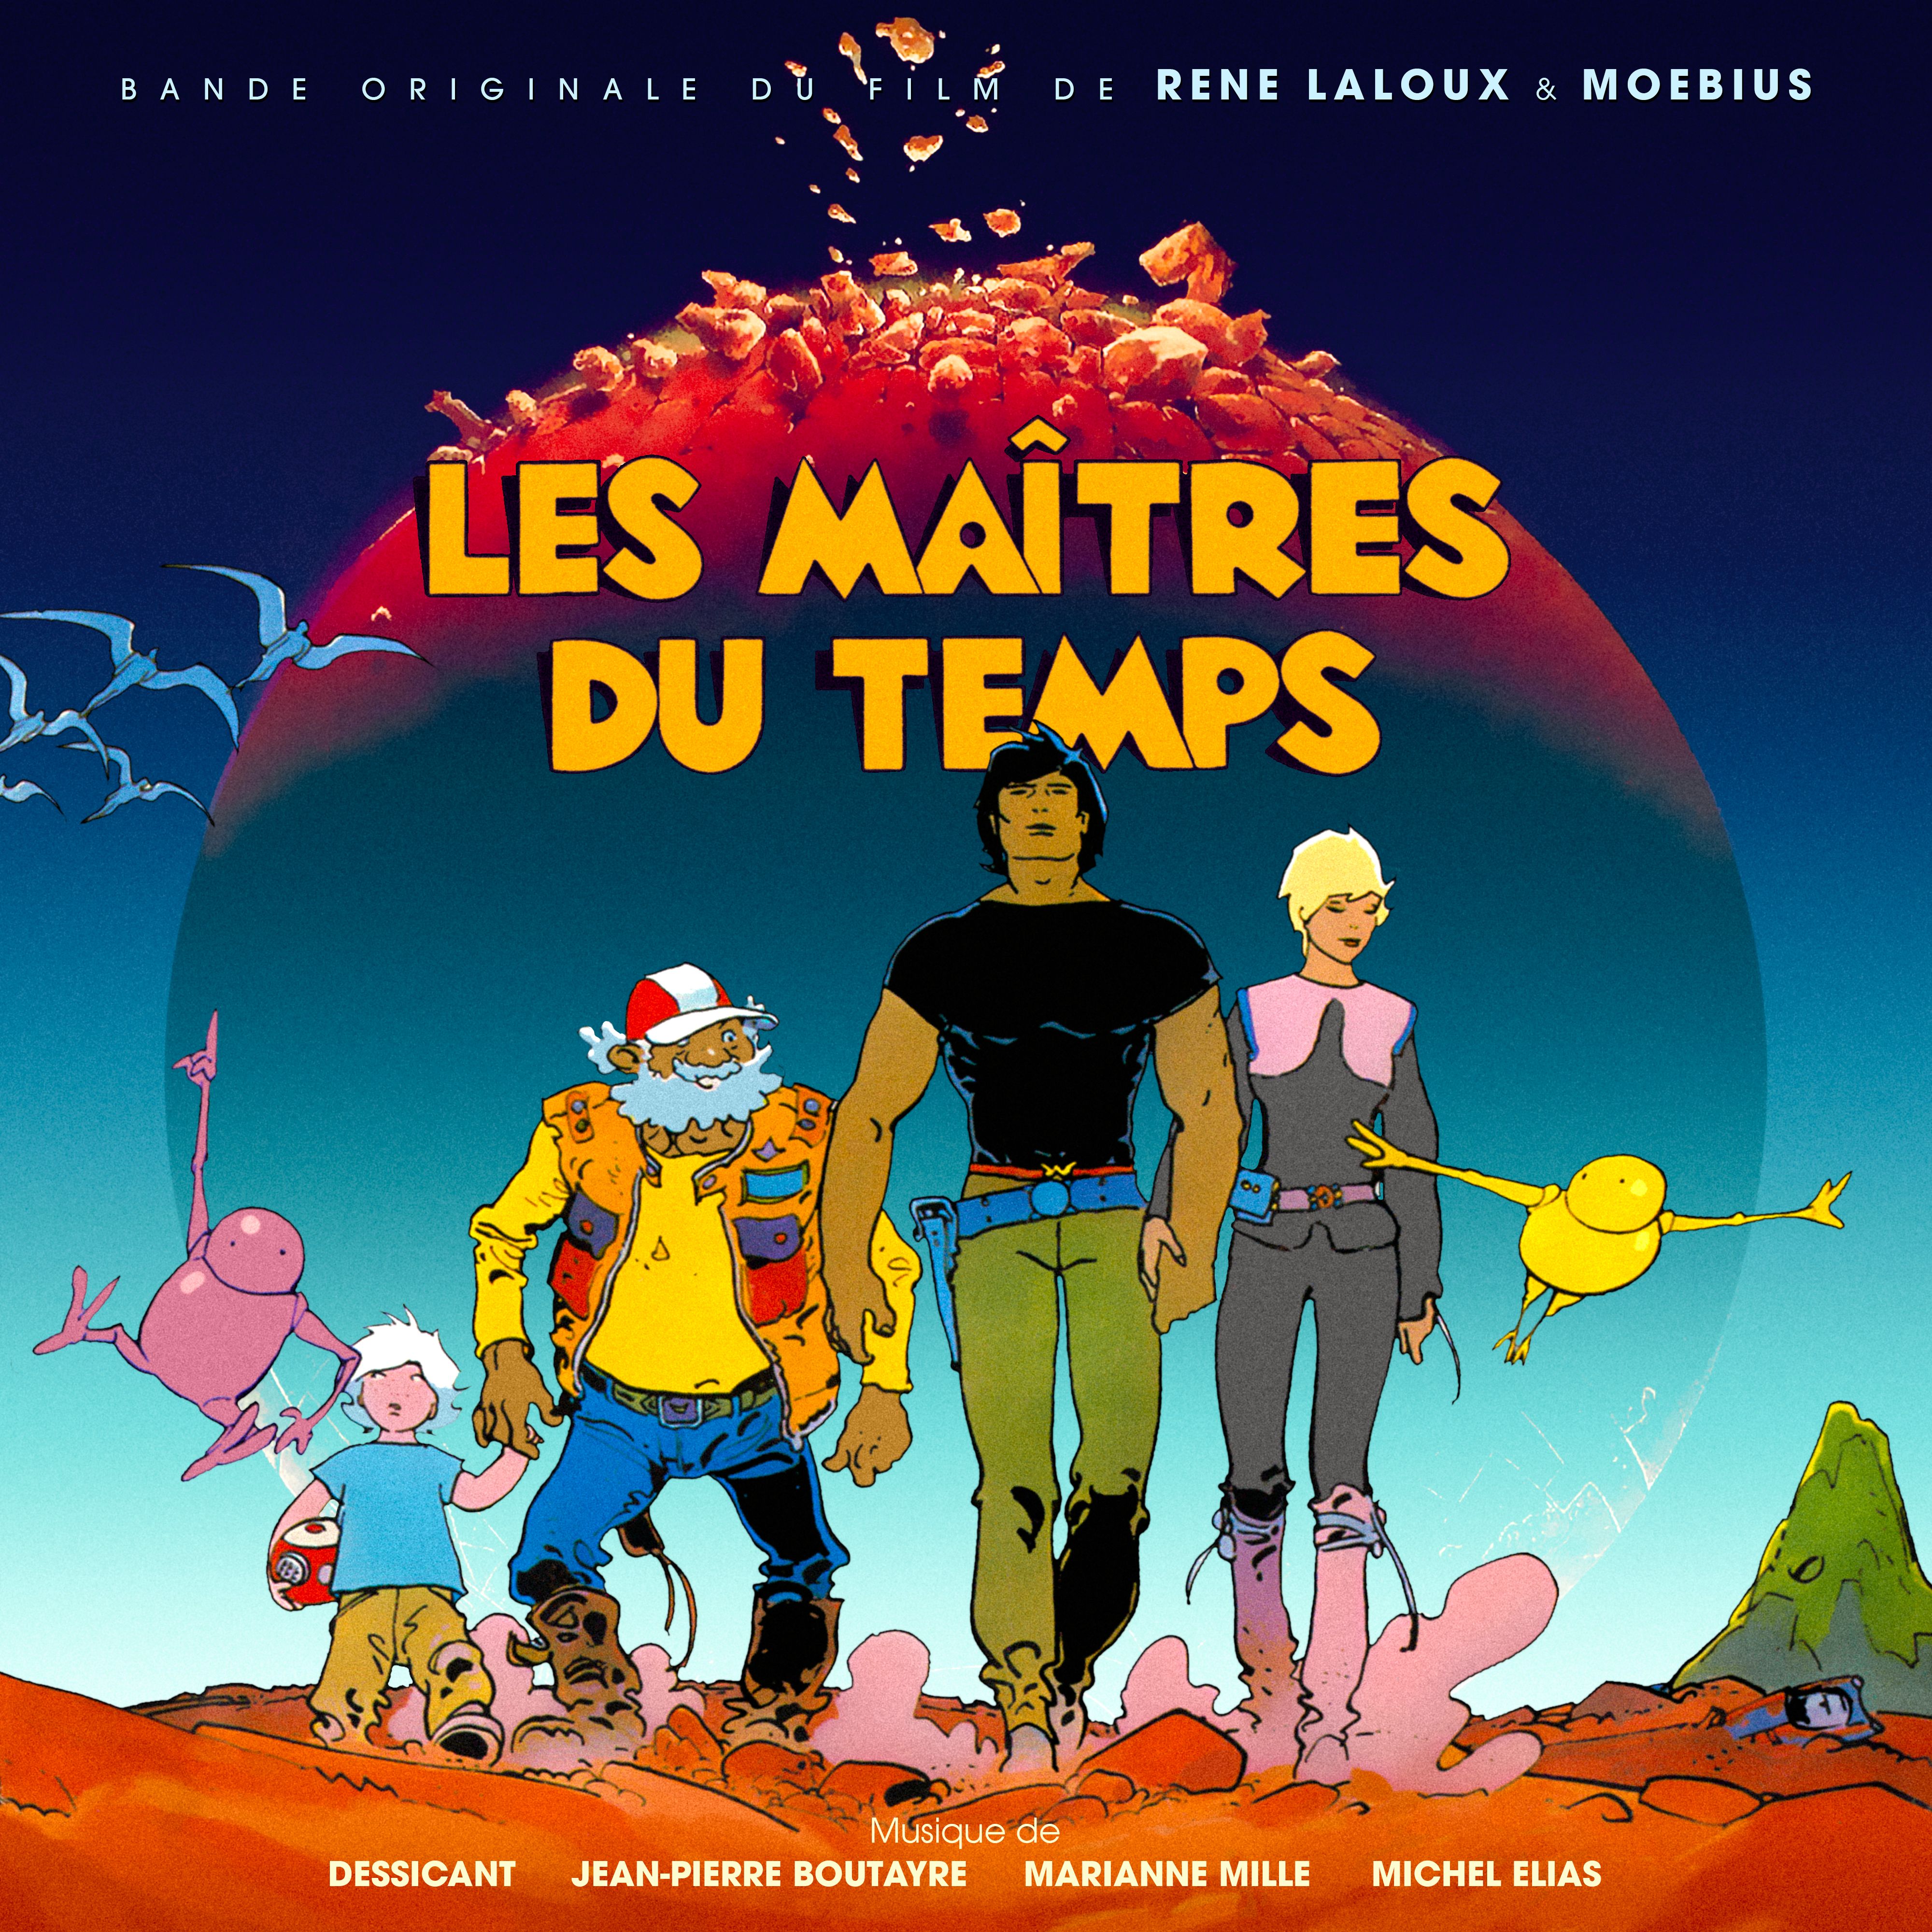 BANDE ORIGINALE DU FILM DE RENE LALOUX & MOEBIUS
LES MAÎTRES
DU TEMPS
Musique de
DESSICANT JEAN-PIERRE BOUTAYRE MARIANNE MILLE MICHEL ELIAS